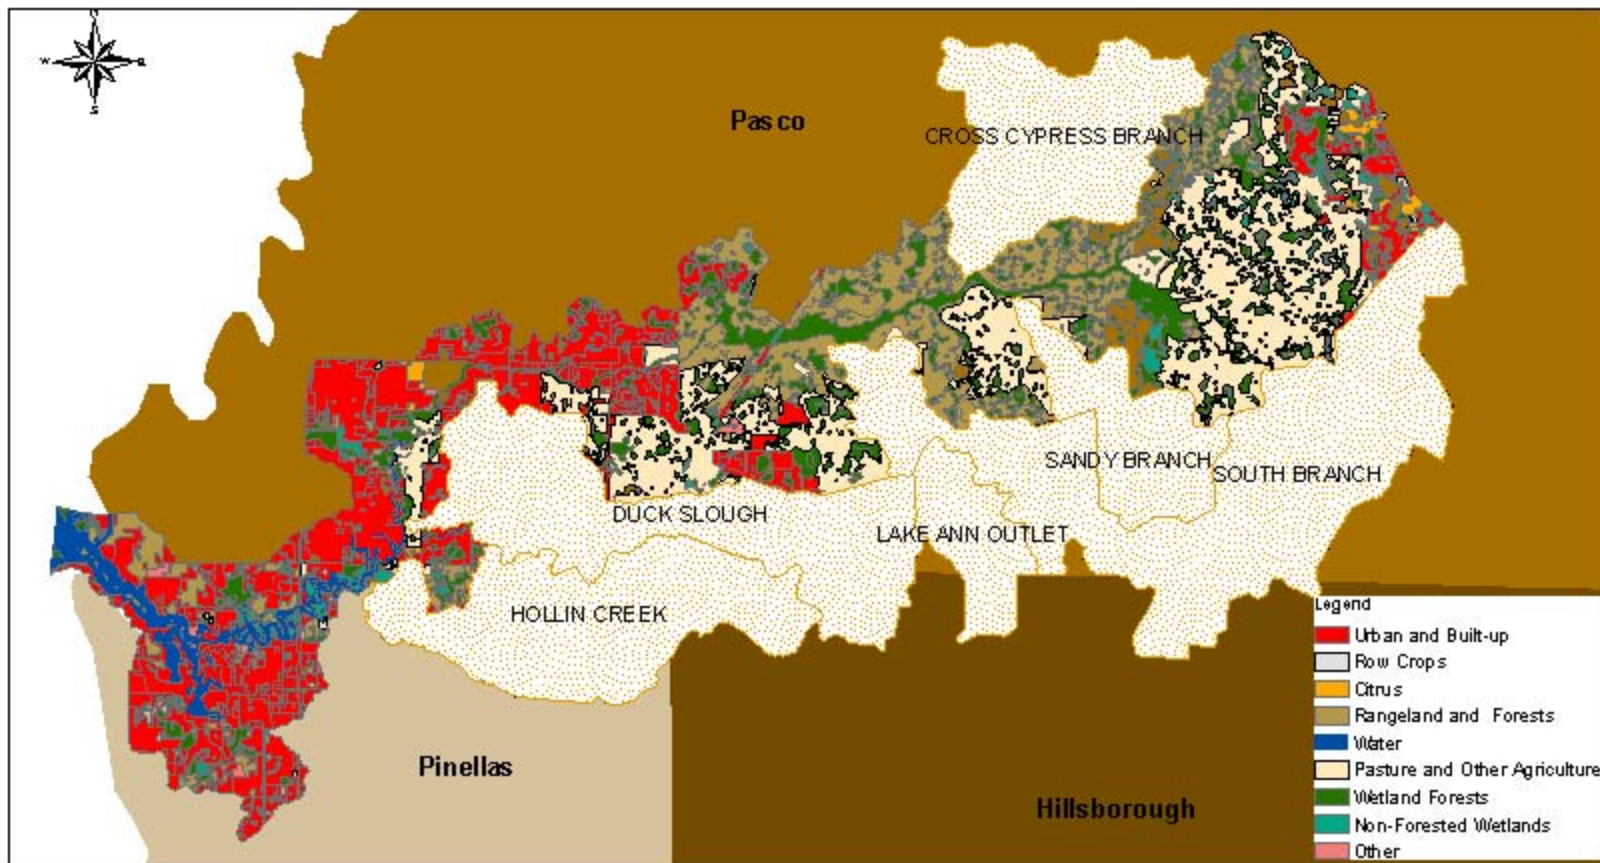 N
W
S
Pasco
CROSS CYPRESS BRANCH
SANDY BRANCH
SOUTH BRANCH
DUCK SLOUGH
LAKE ANN OUTLET
HOLLIN CREEK
Pinellas
Hillsborough
Legend
Urban and Built-up
Row Crops
Citrus
Rangeland and Forests
Water
Pasture and Other Agriculture
Wetland Forests
Non-Forested Wetlands
Other